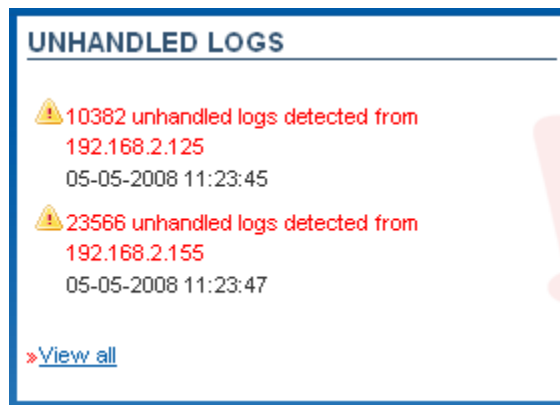 UNHANDLED LOGS
10382 unhandled logs detected from
192.168.2.125
05-05-2008 11:23:45
23566 unhandled logs detected from
192.168.2.155
05-05-2008 11:23:47
»View all